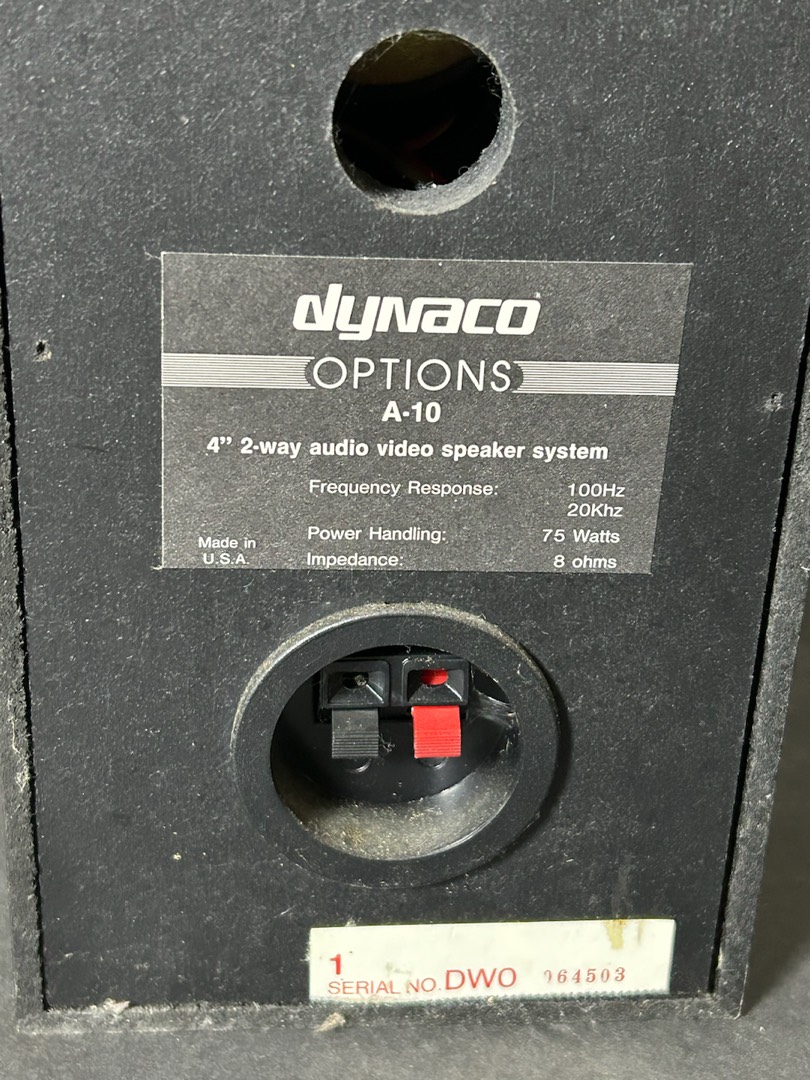 dynaco
OPTIONS
A-10
4" 2-way audio video speaker system
Frequency Response: 100Hz
20Khz
Made in Power Handling: 75 Watts
U.S.A. Impedance: 8 ohms
1
SERIAL NO. DWO 064503